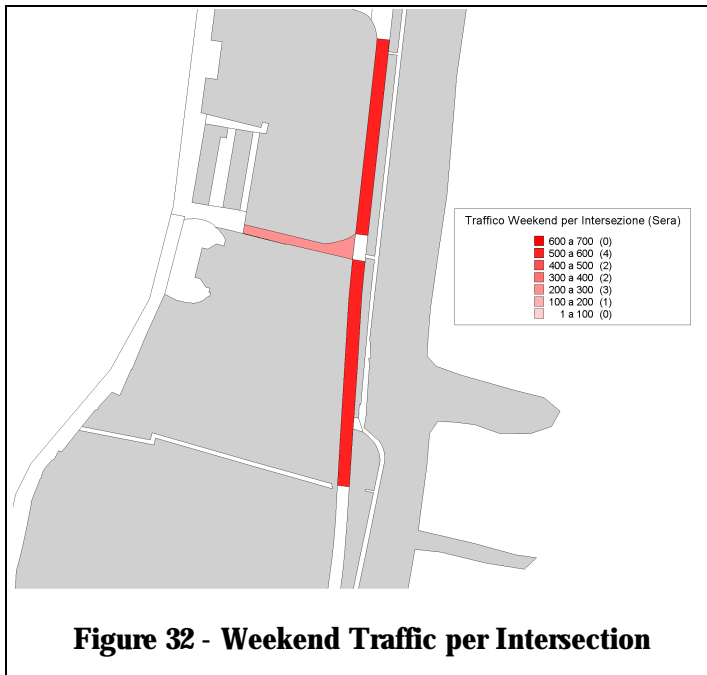 Traffico Weekend per Intersezione (Sera)
600 a 700 (0)
500 a 600 (4)
400 a 500 (2)
300 a 400 (2)
200 a 300 (3)
100 a 200 (1)
1 a 100 (0)
Figure 32 - Weekend Traffic per Intersection